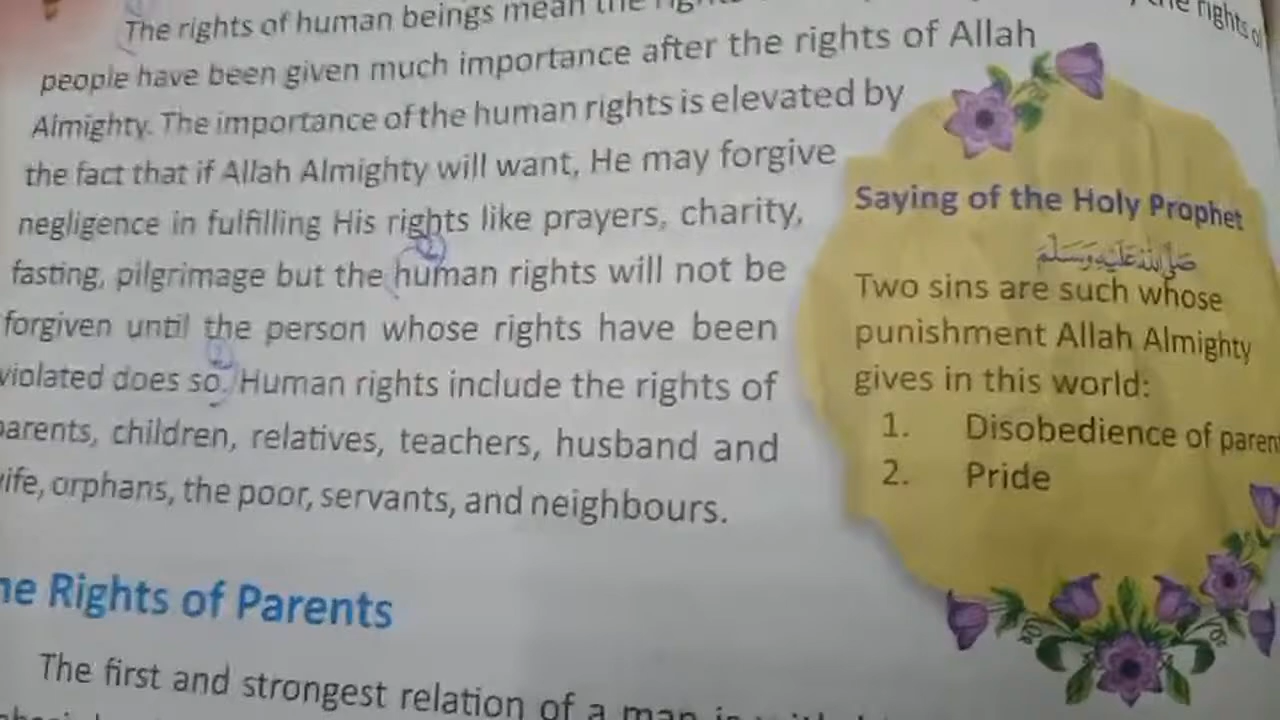 The rights of human beings mean the
the rights
people have been given much importance after the rights of Allah
Almighty. The importance of the human rights is elevated by
the fact that if Allah Almighty will want, He may forgive
negligence in fulfilling His rights like prayers, charity,
fasting, pilgrimage but the human rights will not be
forgiven until the person whose rights have been
violated does so. Human rights include the rights of
parents, children, relatives, teachers, husband and
wife, orphans, the poor, servants, and neighbours.
Saying of the Holy Prophet
صَلَّى اللهُ عَلَيْهِ وَسَلَّمَ
Two sins are such whose
punishment Allah Almighty
gives in this world:
1. Disobedience of paren
2. Pride
he Rights of Parents
The first and strongest relation of a man is